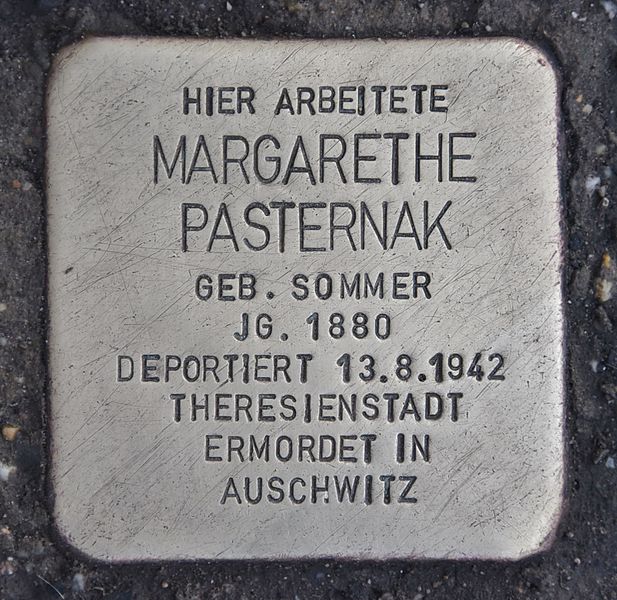 HIER ARBEITETE
MARGARETHE
PASTERNAK
GEB. SOMMER
JG. 1880
DEPORTIERT 13.8.1942
THERESIENSTADT
ERMORDET IN
AUSCHWITZ